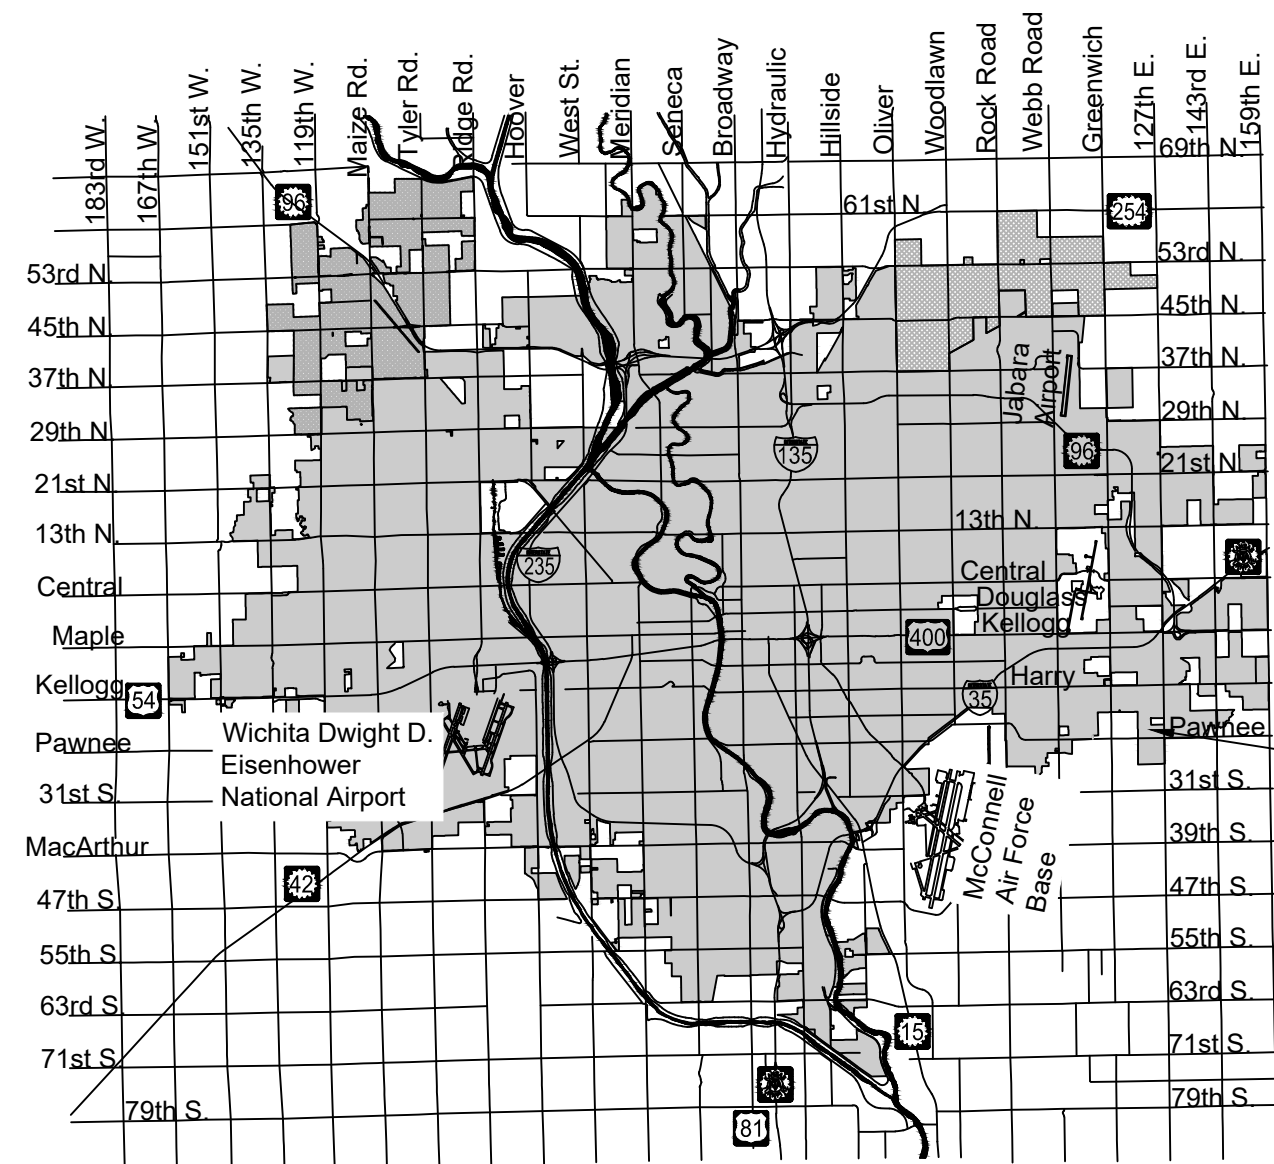 183rd W.
167th W.
151st W.
135th W.
119th W.
Maize Rd.
Tyler Rd.
Ridge Rd.
Hoover
West St.
Meridian
Seneca
Broadway
Hydraulic
Hillside
Oliver
Woodlawn
Rock Road
Webb Road
Greenwich
127th E.
143rd E.
159th E.
69th N.
96
61st N.
254
53rd N.
53rd N.
45th N.
45th N.
37th N.
37th N.
Jabara
Airport
29th N.
29th N.
135
96
21st N.
21st N.
13th N.
13th N.
235
Central
Central
Douglass
Maple
400
Kellogg
Kellogg
54
Harry
35
Wichita Dwight D.
Eisenhower
National Airport
Pawnee
Pawnee
31st S.
31st S.
McConnell
Air Force
Base
MacArthur
39th S.
42
47th S.
47th S.
55th S.
55th S.
63rd S.
63rd S.
15
71st S.
71st S.
79th S.
79th S.
81